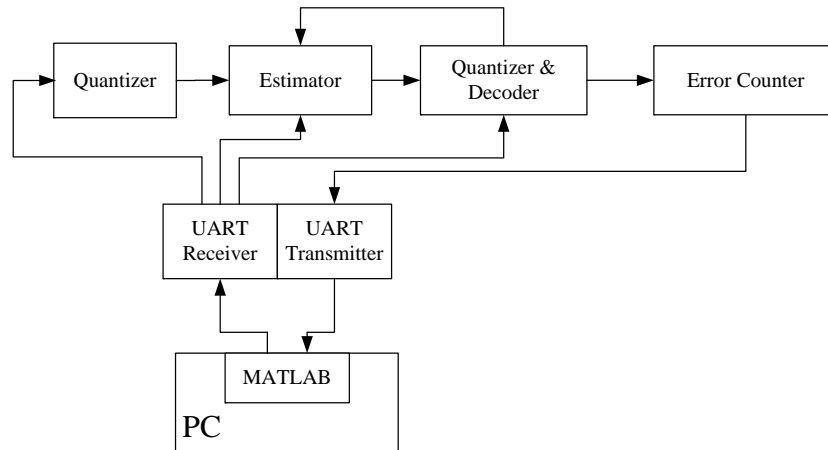 Quantizer
Estimator
Quantizer &
Decoder
Error Counter
UART
Receiver
UART
Transmitter
MATLAB
PC